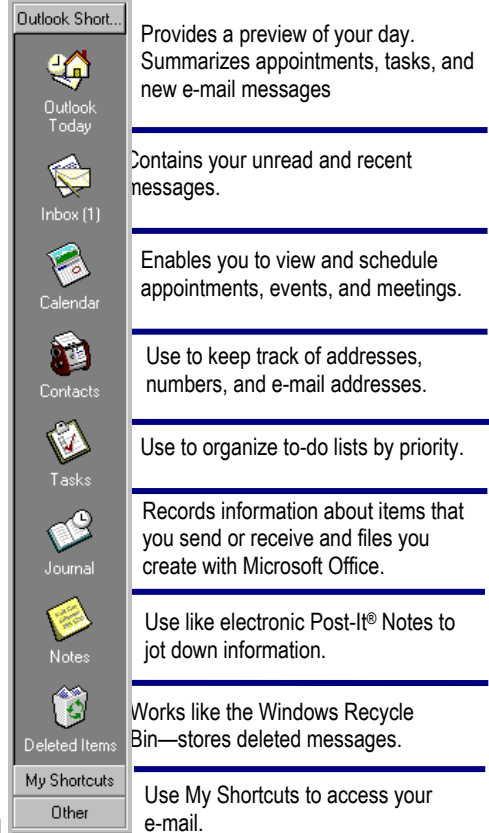 Outlook Short...
Provides a preview of your day.
Summarizes appointments, tasks, and
new e-mail messages
Outlook
Today
Contains your unread and recent
messages.
Inbox (1)
Enables you to view and schedule
appointments, events, and meetings.
Calendar
Use to keep track of addresses,
numbers, and e-mail addresses.
Contacts
Use to organize to-do lists by priority.
Tasks
Records information about items that
you send or receive and files you
create with Microsoft Office.
Journal
Use like electronic Post-It® Notes to
jot down information.
Notes
Works like the Windows Recycle
Bin—stores deleted messages.
Deleted Items
My Shortcuts
Use My Shortcuts to access your
e-mail.
Other